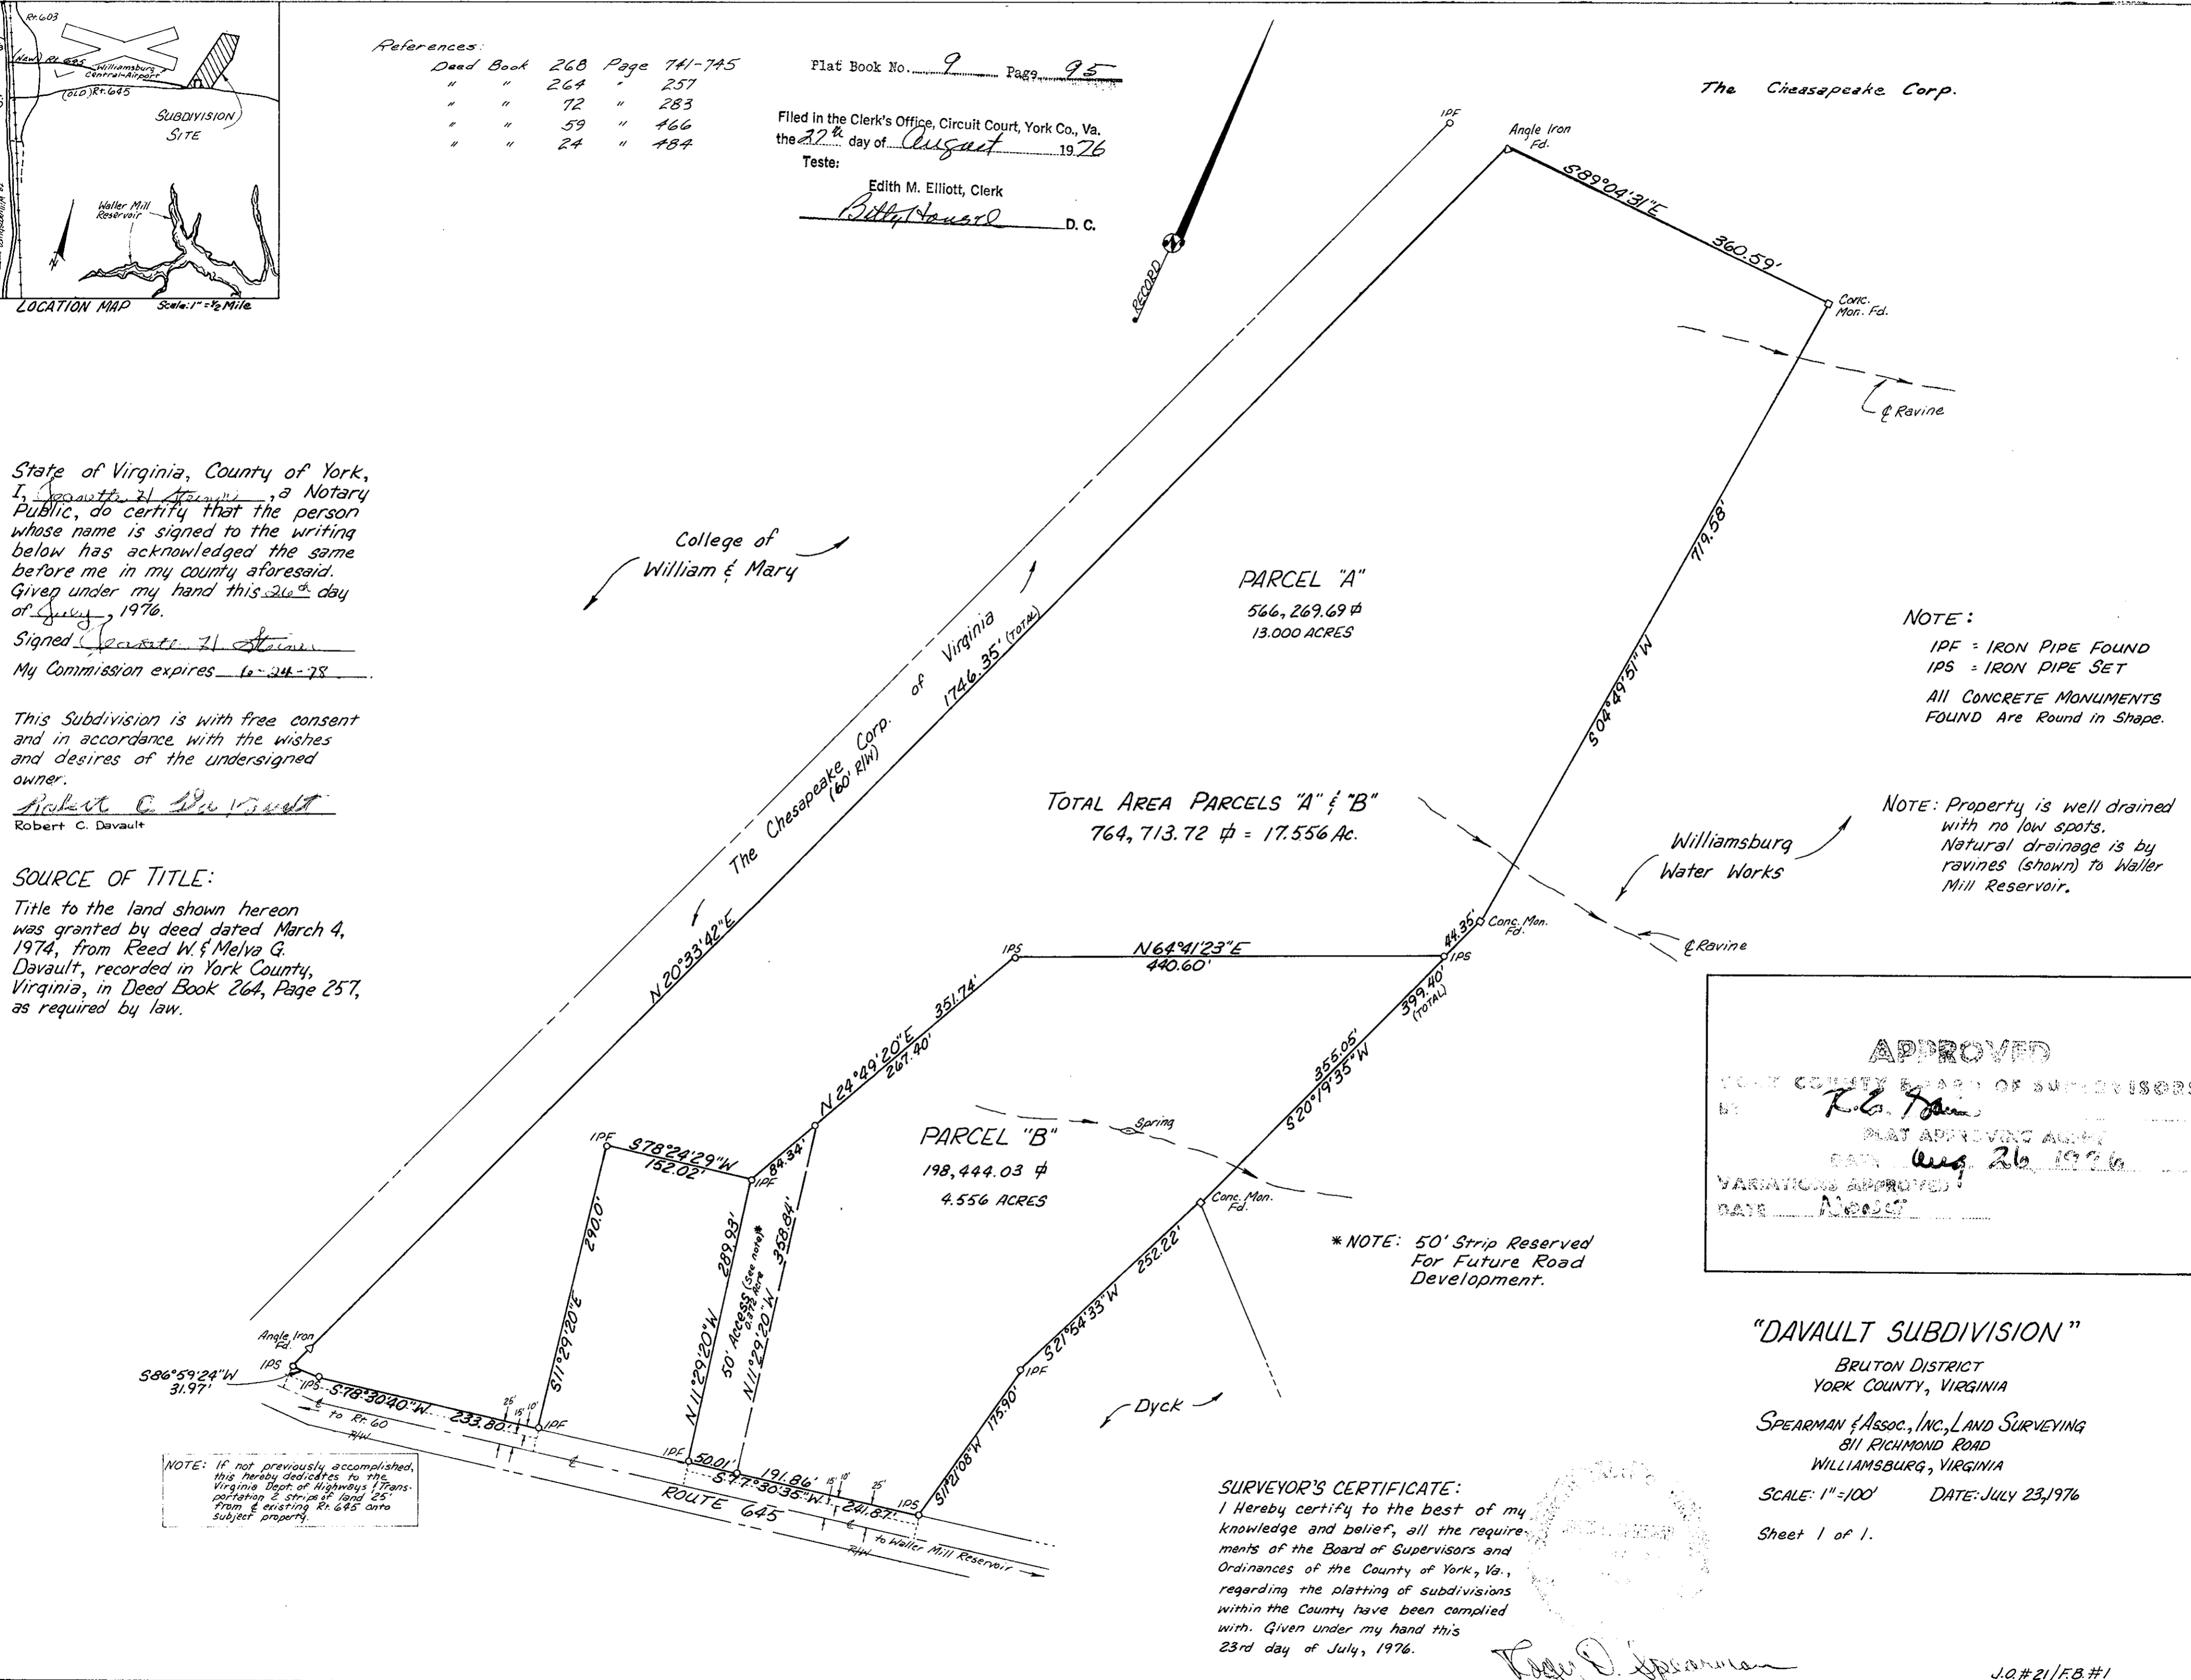 Rt. 603
(New) Rt. 645
Williamsburg
Central-Airport
(OLD) Rt. 645
SUBDIVISION
SITE
Waller Mill
Reservoir
N
LOCATION MAP Scale: 1" = ½ Mile
References:
Deed Book 268 Page 741-745
" " 264 " 257
" " 72 " 283
" " 59 " 466
" " 24 " 484
Plat Book No. 9 Page 95
Filed in the Clerk's Office, Circuit Court, York Co., Va.
the 27th day of August 1976
Teste:
Edith M. Elliott, Clerk
D. C.
RECORD
N
The Cheasapeake Corp.
IPF
Angle Iron
Fd.
S89°04'31"E
360.59'
Conc.
Mon. Fd.
℄ Ravine
719.58'
S04°49'51"W
State of Virginia, County of York,
I, , a Notary
Public, do certify that the person
whose name is signed to the writing
below has acknowledged the same
before me in my county aforesaid.
Given under my hand this 26th day
of July, 1976.
Signed
My Commission expires 6-24-78.
This Subdivision is with free consent
and in accordance with the wishes
and desires of the undersigned
owner.
Robert C. Davault
Robert C. Davault
SOURCE OF TITLE:
Title to the land shown hereon
was granted by deed dated March 4,
1974, from Reed W. & Melva G.
Davault, recorded in York County,
Virginia, in Deed Book 264, Page 257,
as required by law.
College of
William & Mary
The Chesapeake Corp. of Virginia
(60' R/W)
1746.35' (TOTAL)
N20°33'42"E
PARCEL "A"
566,269.69 ⌽
13.000 ACRES
TOTAL AREA PARCELS "A" & "B"
764,713.72 ⌽ = 17.556 Ac.
NOTE:
IPF = IRON PIPE FOUND
IPS = IRON PIPE SET
All CONCRETE MONUMENTS
FOUND Are Round in Shape.
NOTE: Property is well drained
with no low spots.
Natural drainage is by
ravines (shown) to Waller
Mill Reservoir.
Williamsburg
Water Works
℄ Ravine
Conc. Mon.
Fd.
44.35'
IPS
IPS
N64°41'23"E
440.60'
399.40'
(TOTAL)
355.05'
S20°19'35"W
351.74'
N24°49'20"E
267.40'
84.34'
IPF
S78°24'29"W
152.02'
IPF
PARCEL "B"
198,444.03 ⌽
4.556 ACRES
Spring
Conc. Mon.
Fd.
290.0'
S11°29'20"E
289.93'
N11°29'20"W
50' Access (See note)*
0.372 Acre
358.84'
N11°29'20"W
252.22'
S21°54'33"W
IPF
175.90'
S11°21'08"W
Dyck
*NOTE: 50' Strip Reserved
For Future Road
Development.
APPROVED
YORK COUNTY BOARD OF SUPERVISORS
BY
PLAT APPROVING AGENT
DATE Aug 26 1976
VARIATIONS APPROVED
DATE
Angle Iron
Fd.
IPS
S86°59'24"W
31.97'
IPS
S78°30'40"W
233.80'
25'
15' 10'
IPF
℄
to Rt. 60
R/W
℄
IPF
50.01'
191.86'
S77°30'35"W
241.87'
15' 10'
25'
IPS
ROUTE 645
℄
to Waller Mill Reservoir
R/W
NOTE: If not previously accomplished,
this hereby dedicates to the
Virginia Dept. of Highways & Trans-
portation 2 strips of land 25'
from ℄ existing Rt. 645 onto
subject property.
"DAVAULT SUBDIVISION"
BRUTON DISTRICT
YORK COUNTY, VIRGINIA
SPEARMAN & ASSOC., INC., LAND SURVEYING
811 RICHMOND ROAD
WILLIAMSBURG, VIRGINIA
SCALE: 1"=100' DATE: JULY 23, 1976
Sheet 1 of 1.
SURVEYOR'S CERTIFICATE:
I Hereby certify to the best of my
knowledge and belief, all the require-
ments of the Board of Supervisors and
Ordinances of the County of York, Va.,
regarding the platting of subdivisions
within the County have been complied
with. Given under my hand this
23rd day of July, 1976.
Roger D. Spearman
J.O.#21/F.B.#1